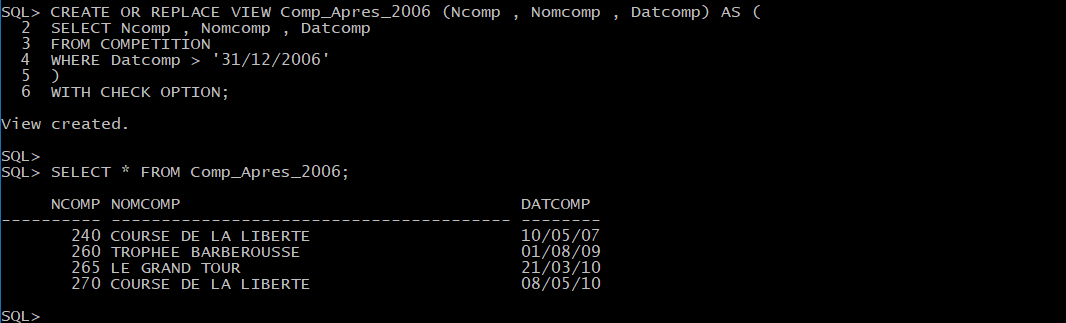 SQL> CREATE OR REPLACE VIEW Comp_Apres_2006 (Ncomp , Nomcomp , Datcomp) AS (
  2  SELECT Ncomp , Nomcomp , Datcomp
  3  FROM COMPETITION
  4  WHERE Datcomp > '31/12/2006'
  5  )
  6  WITH CHECK OPTION;
View created.
SQL>
SQL> SELECT * FROM Comp_Apres_2006;
     NCOMP NOMCOMP                                  DATCOMP
---------- ---------------------------------------- --------
       240 COURSE DE LA LIBERTE                     10/05/07
       260 TROPHEE BARBEROUSSE                      01/08/09
       265 LE GRAND TOUR                            21/03/10
       270 COURSE DE LA LIBERTE                     08/05/10
SQL>